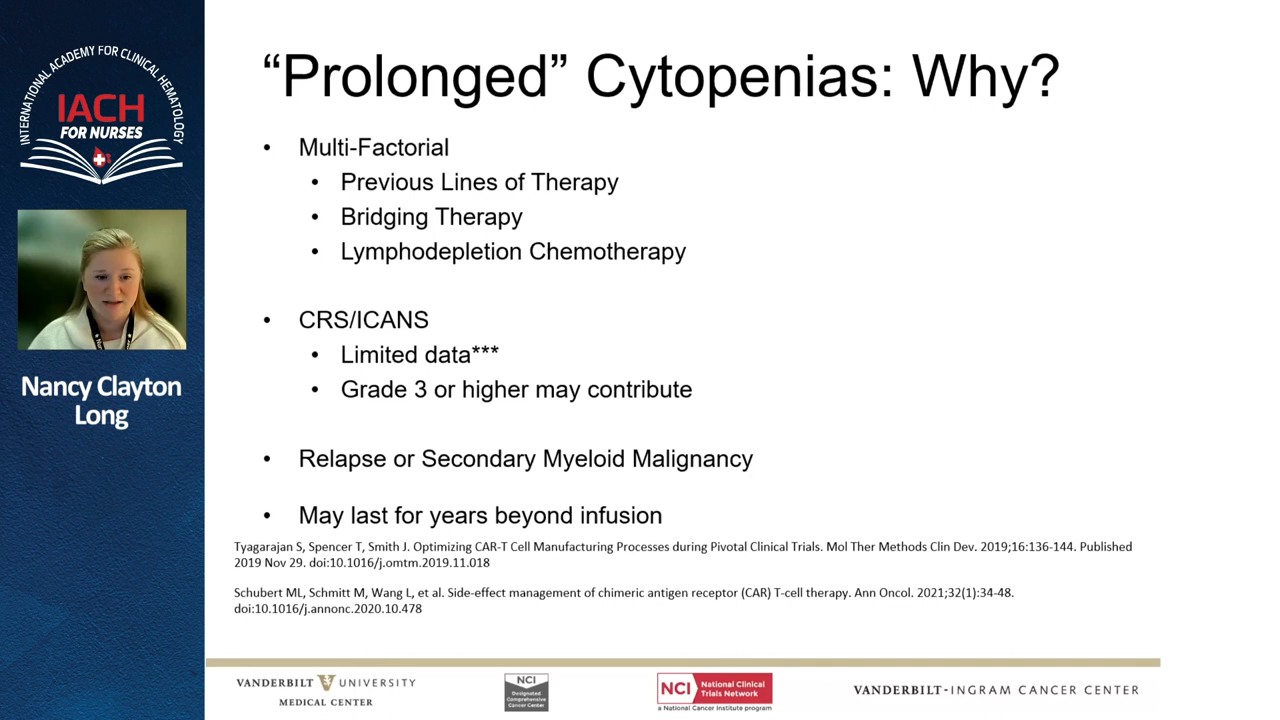 INTERNATIONAL ACADEMY FOR CLINICAL HEMATOLOGY
IACH
FOR NURSES
Nancy Clayton
Long
“Prolonged” Cytopenias: Why?
• Multi-Factorial
• Previous Lines of Therapy
• Bridging Therapy
• Lymphodepletion Chemotherapy
• CRS/ICANS
• Limited data***
• Grade 3 or higher may contribute
• Relapse or Secondary Myeloid Malignancy
• May last for years beyond infusion
Tyagarajan S, Spencer T, Smith J. Optimizing CAR-T Cell Manufacturing Processes during Pivotal Clinical Trials. Mol Ther Methods Clin Dev. 2019;16:136-144. Published
2019 Nov 29. doi:10.1016/j.omtm.2019.11.018
Schubert ML, Schmitt M, Wang L, et al. Side-effect management of chimeric antigen receptor (CAR) T-cell therapy. Ann Oncol. 2021;32(1):34-48.
doi:10.1016/j.annonc.2020.10.478
VANDERBILT UNIVERSITY
MEDICAL CENTER
NCI
Designated
Comprehensive
Cancer Center
NCI
National Clinical
Trials Network
a National Cancer Institute program
VANDERBILT-INGRAM CANCER CENTER